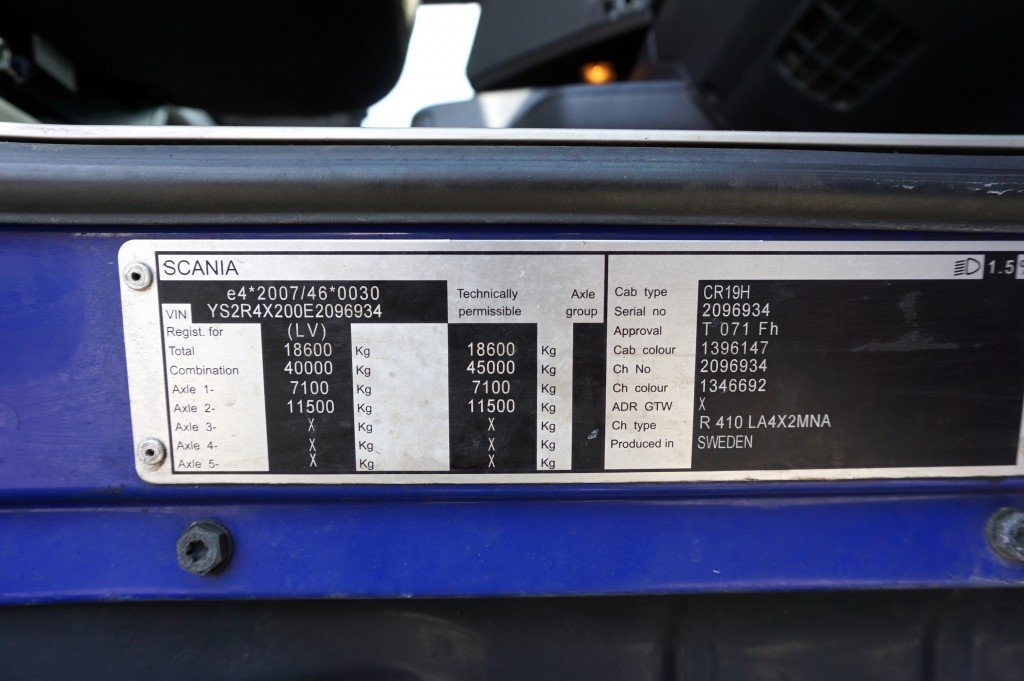 SCANIA
e4*2007/46*0030
VIN YS2R4X200E2096934
Technically permissible
Axle group
Regist. for (LV)
Total 18600 Kg 18600 Kg
Combination 40000 Kg 45000 Kg
Axle 1- 7100 Kg 7100 Kg
Axle 2- 11500 Kg 11500 Kg
Axle 3- X Kg X Kg
Axle 4- X Kg X Kg
Axle 5- X Kg X Kg
1.5
Cab type CR19H
Serial no 2096934
Approval T 071 Fh
Cab colour 1396147
Ch No 2096934
Ch colour 1346692
ADR GTW X
Ch type R 410 LA4X2MNA
Produced in SWEDEN